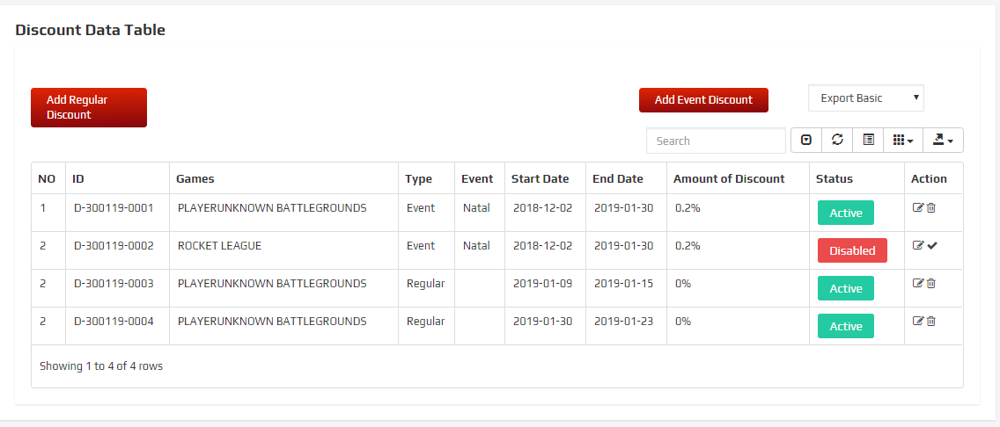 Discount Data Table
Add Regular
Discount
Add Event Discount
Export Basic
Search
NO ID Games Type Event Start Date End Date Amount of Discount Status Action
1 D-300119-0001 PLAYERUNKNOWN BATTLEGROUNDS Event Natal 2018-12-02 2019-01-30 0.2% Active
2 D-300119-0002 ROCKET LEAGUE Event Natal 2018-12-02 2019-01-30 0.2% Disabled
2 D-300119-0003 PLAYERUNKNOWN BATTLEGROUNDS Regular 2019-01-09 2019-01-15 0% Active
2 D-300119-0004 PLAYERUNKNOWN BATTLEGROUNDS Regular 2019-01-30 2019-01-23 0% Active
Showing 1 to 4 of 4 rows